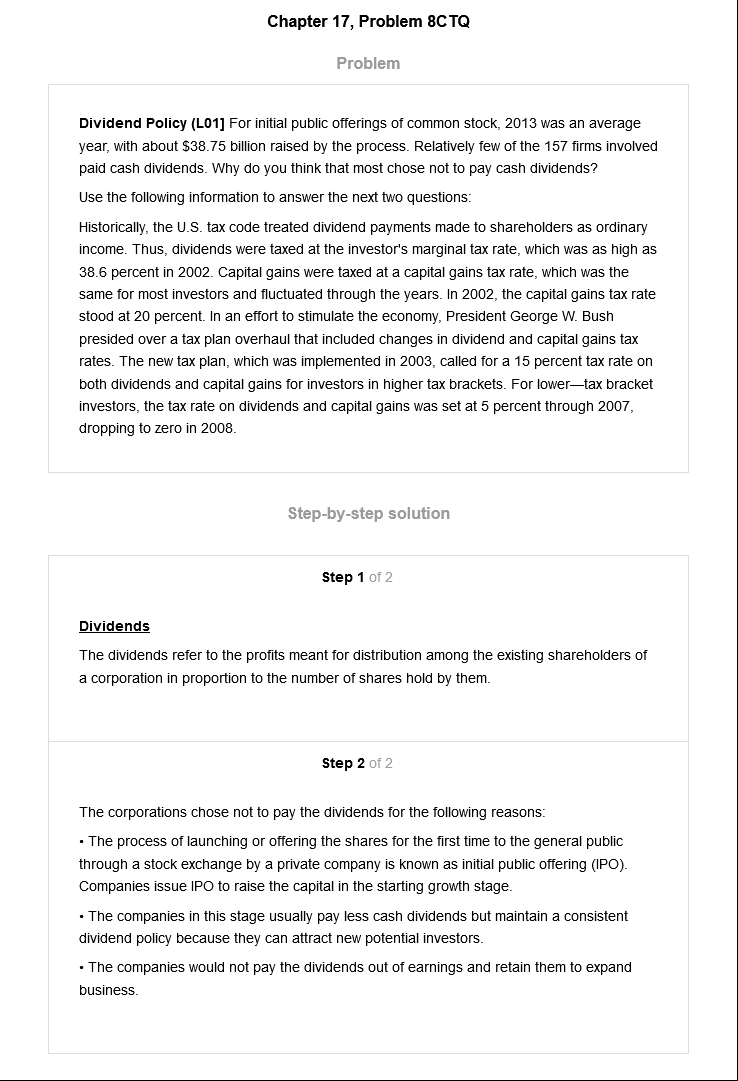 Chapter 17, Problem 8CTQ
Problem
Dividend Policy (L01] For initial public offerings of common stock, 2013 was an average
year, with about $38.75 billion raised by the process. Relatively few of the 157 firms involved
paid cash dividends. Why do you think that most chose not to pay cash dividends?
Use the following information to answer the next two questions:
Historically, the U.S. tax code treated dividend payments made to shareholders as ordinary
income. Thus, dividends were taxed at the investor's marginal tax rate, which was as high as
38.6 percent in 2002. Capital gains were taxed at a capital gains tax rate, which was the
same for most investors and fluctuated through the years. In 2002, the capital gains tax rate
stood at 20 percent. In an effort to stimulate the economy, President George W. Bush
presided over a tax plan overhaul that included changes in dividend and capital gains tax
rates. The new tax plan, which was implemented in 2003, called for a 15 percent tax rate on
both dividends and capital gains for investors in higher tax brackets. For lower—tax bracket
investors, the tax rate on dividends and capital gains was set at 5 percent through 2007,
dropping to zero in 2008.
Step-by-step solution
Step 1 of 2
Dividends
The dividends refer to the profits meant for distribution among the existing shareholders of
a corporation in proportion to the number of shares hold by them.
Step 2 of 2
The corporations chose not to pay the dividends for the following reasons:
• The process of launching or offering the shares for the first time to the general public
through a stock exchange by a private company is known as initial public offering (IPO).
Companies issue IPO to raise the capital in the starting growth stage.
• The companies in this stage usually pay less cash dividends but maintain a consistent
dividend policy because they can attract new potential investors.
• The companies would not pay the dividends out of earnings and retain them to expand
business.